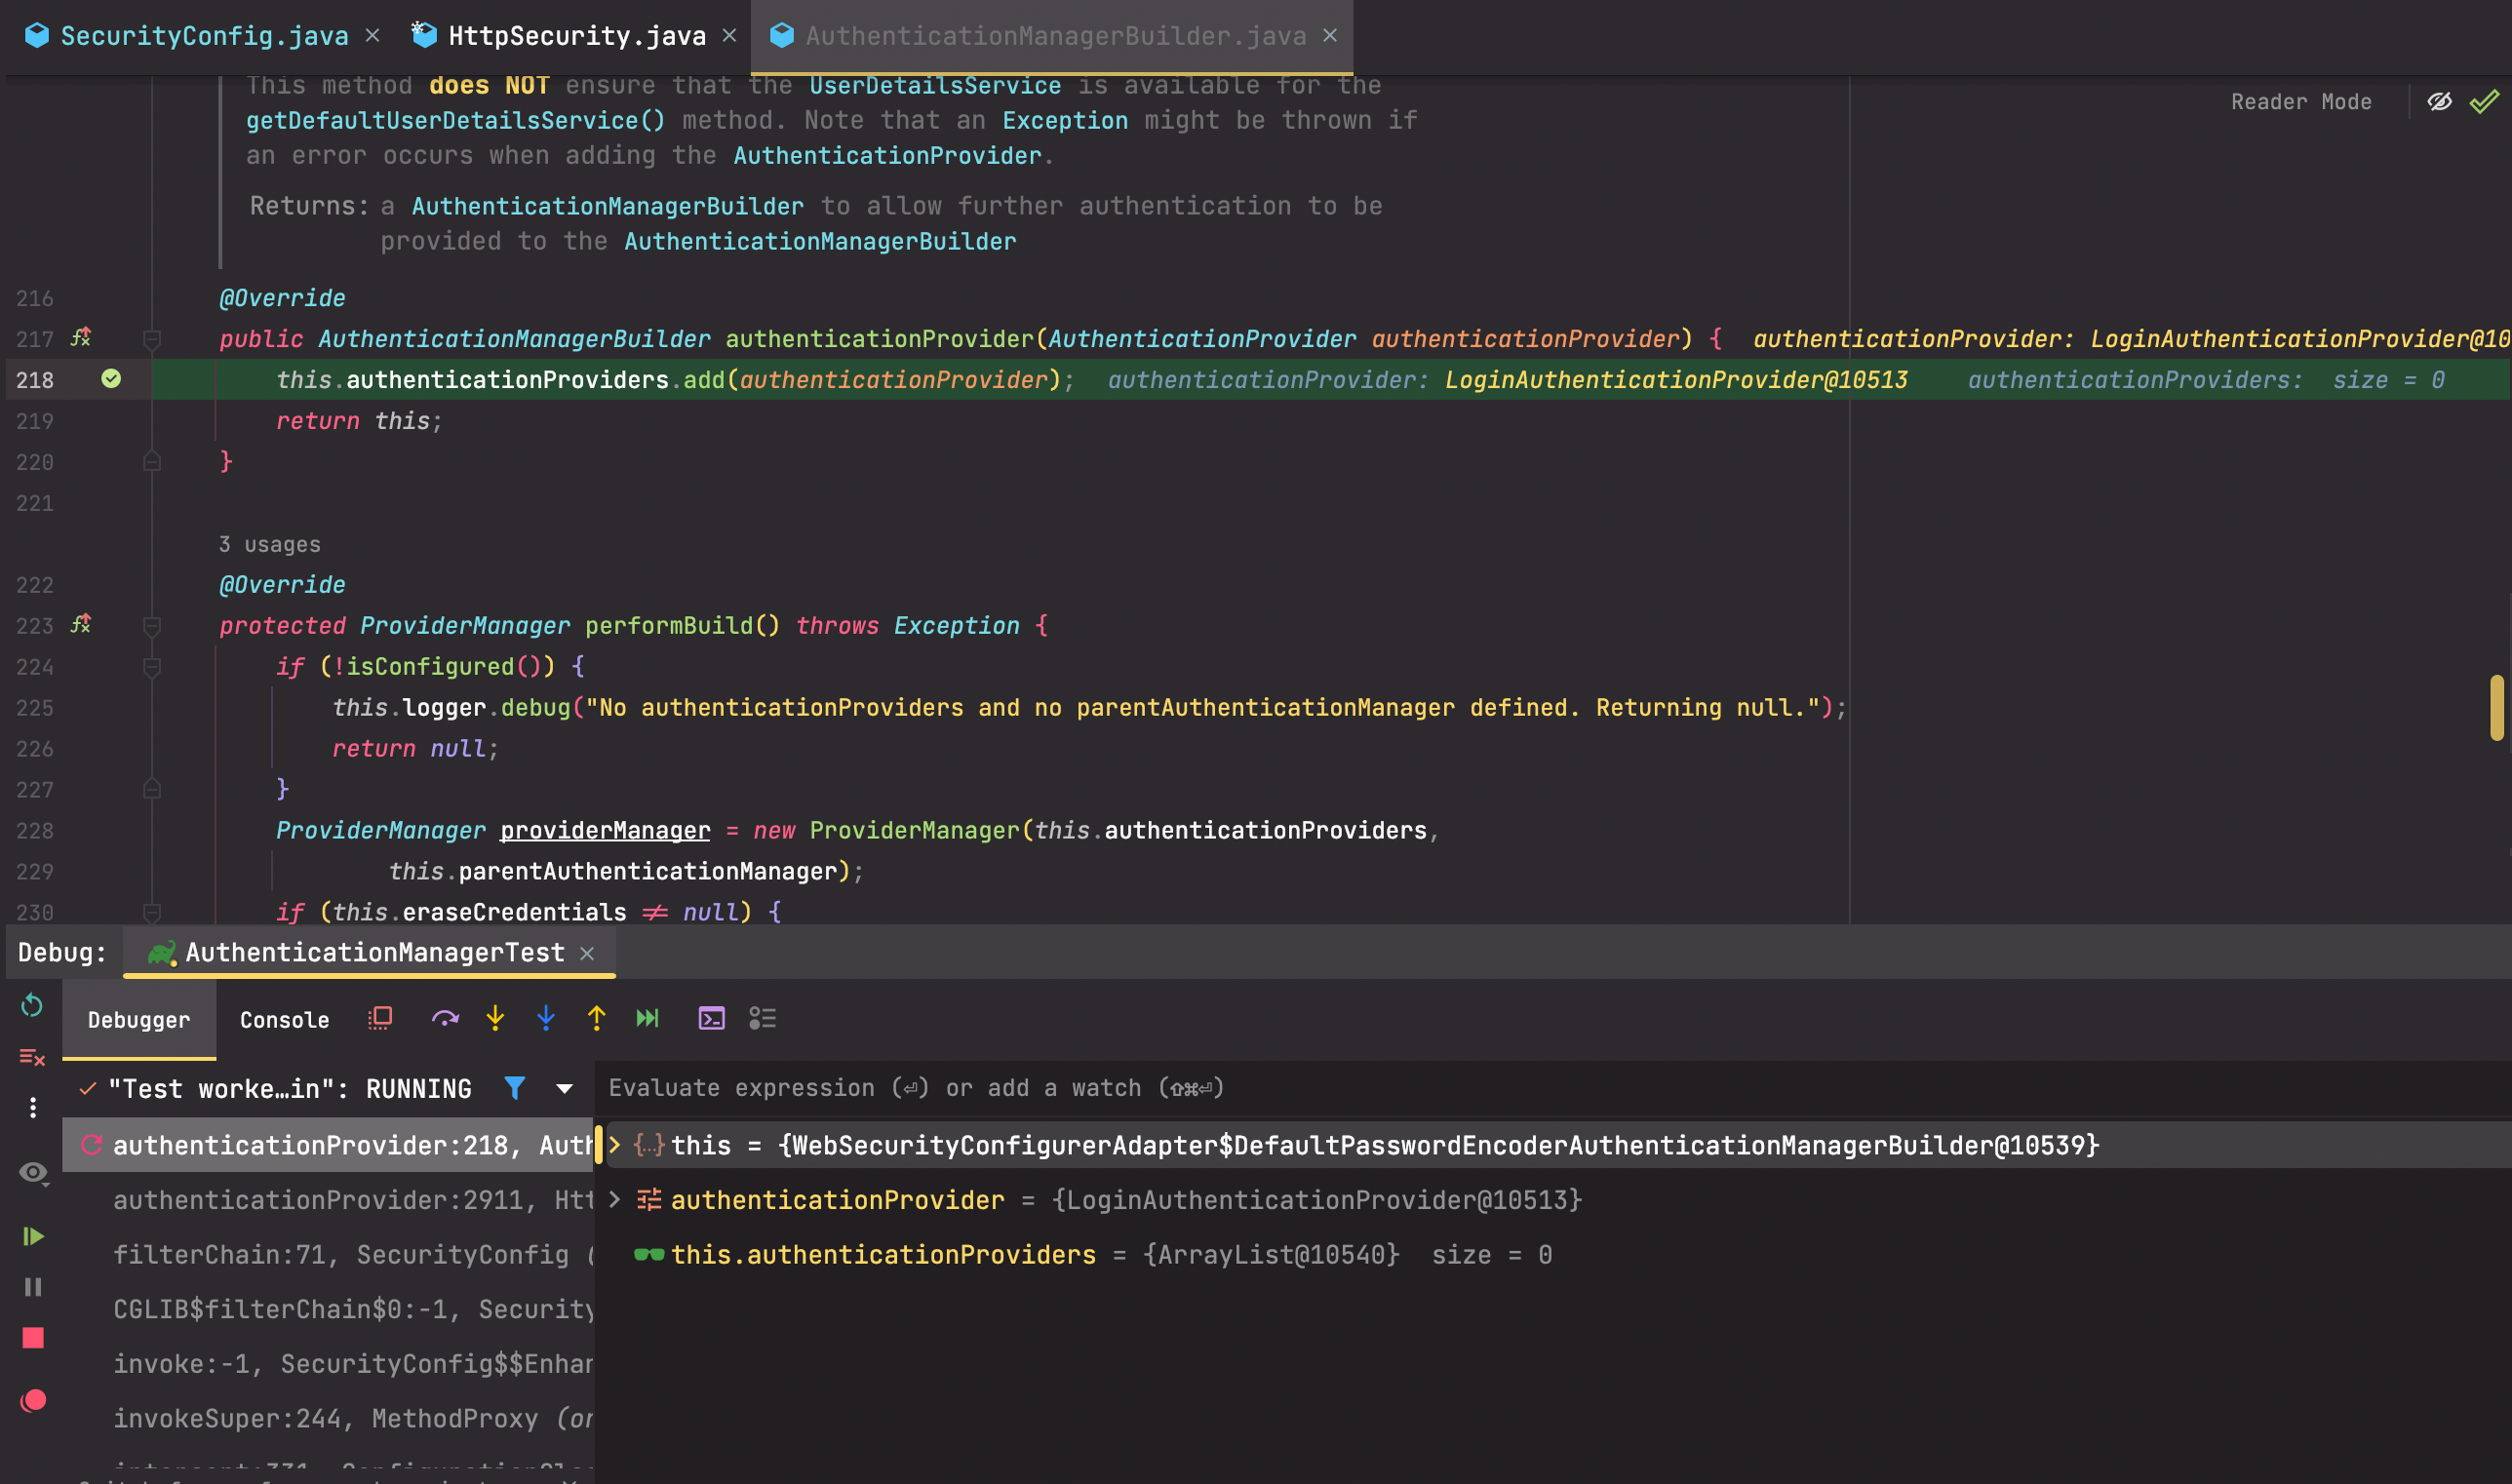 SecurityConfig.java
HttpSecurity.java
AuthenticationManagerBuilder.java
This method does NOT ensure that the UserDetailsService is available for the
Reader Mode
getDefaultUserDetailsService() method. Note that an Exception might be thrown if
an error occurs when adding the AuthenticationProvider.
Returns: a AuthenticationManagerBuilder to allow further authentication to be
provided to the AuthenticationManagerBuilder
216 @Override
217 public AuthenticationManagerBuilder authenticationProvider(AuthenticationProvider authenticationProvider) { authenticationProvider: LoginAuthenticationProvider@10
218 this.authenticationProviders.add(authenticationProvider); authenticationProvider: LoginAuthenticationProvider@10513 authenticationProviders: size = 0
219 return this;
220 }
221
3 usages
222 @Override
223 protected ProviderManager performBuild() throws Exception {
224 if (!isConfigured()) {
225 this.logger.debug("No authenticationProviders and no parentAuthenticationManager defined. Returning null.");
226 return null;
227 }
228 ProviderManager providerManager = new ProviderManager(this.authenticationProviders,
229 this.parentAuthenticationManager);
230 if (this.eraseCredentials ≠ null) {
Debug: AuthenticationManagerTest
Debugger Console
"Test worke…in": RUNNING
Evaluate expression (⏎) or add a watch (⇧⌘⏎)
authenticationProvider:218, Auth
this = {WebSecurityConfigurerAdapter$DefaultPasswordEncoderAuthenticationManagerBuilder@10539}
authenticationProvider:2911, Htt
authenticationProvider = {LoginAuthenticationProvider@10513}
filterChain:71, SecurityConfig (
this.authenticationProviders = {ArrayList@10540} size = 0
CGLIB$filterChain$0:-1, Security
invoke:-1, SecurityConfig$$Enhan
invokeSuper:244, MethodProxy (or